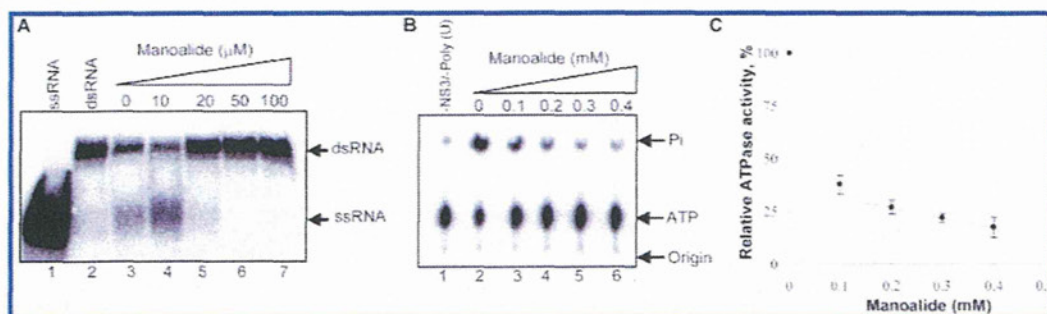 A
Manoalide (µM)
ssRNA
dsRNA
0 10 20 50 100
dsRNA
ssRNA
1 2 3 4 5 6 7
B
Manoalide (mM)
-NS3/-Poly (U)
0 0.1 0.2 0.3 0.4
Pi
ATP
Origin
1 2 3 4 5 6
C
Relative ATPase activity, %
100
75
50
25
0
0 0.1 0.2 0.3 0.4
Manoalide (mM)